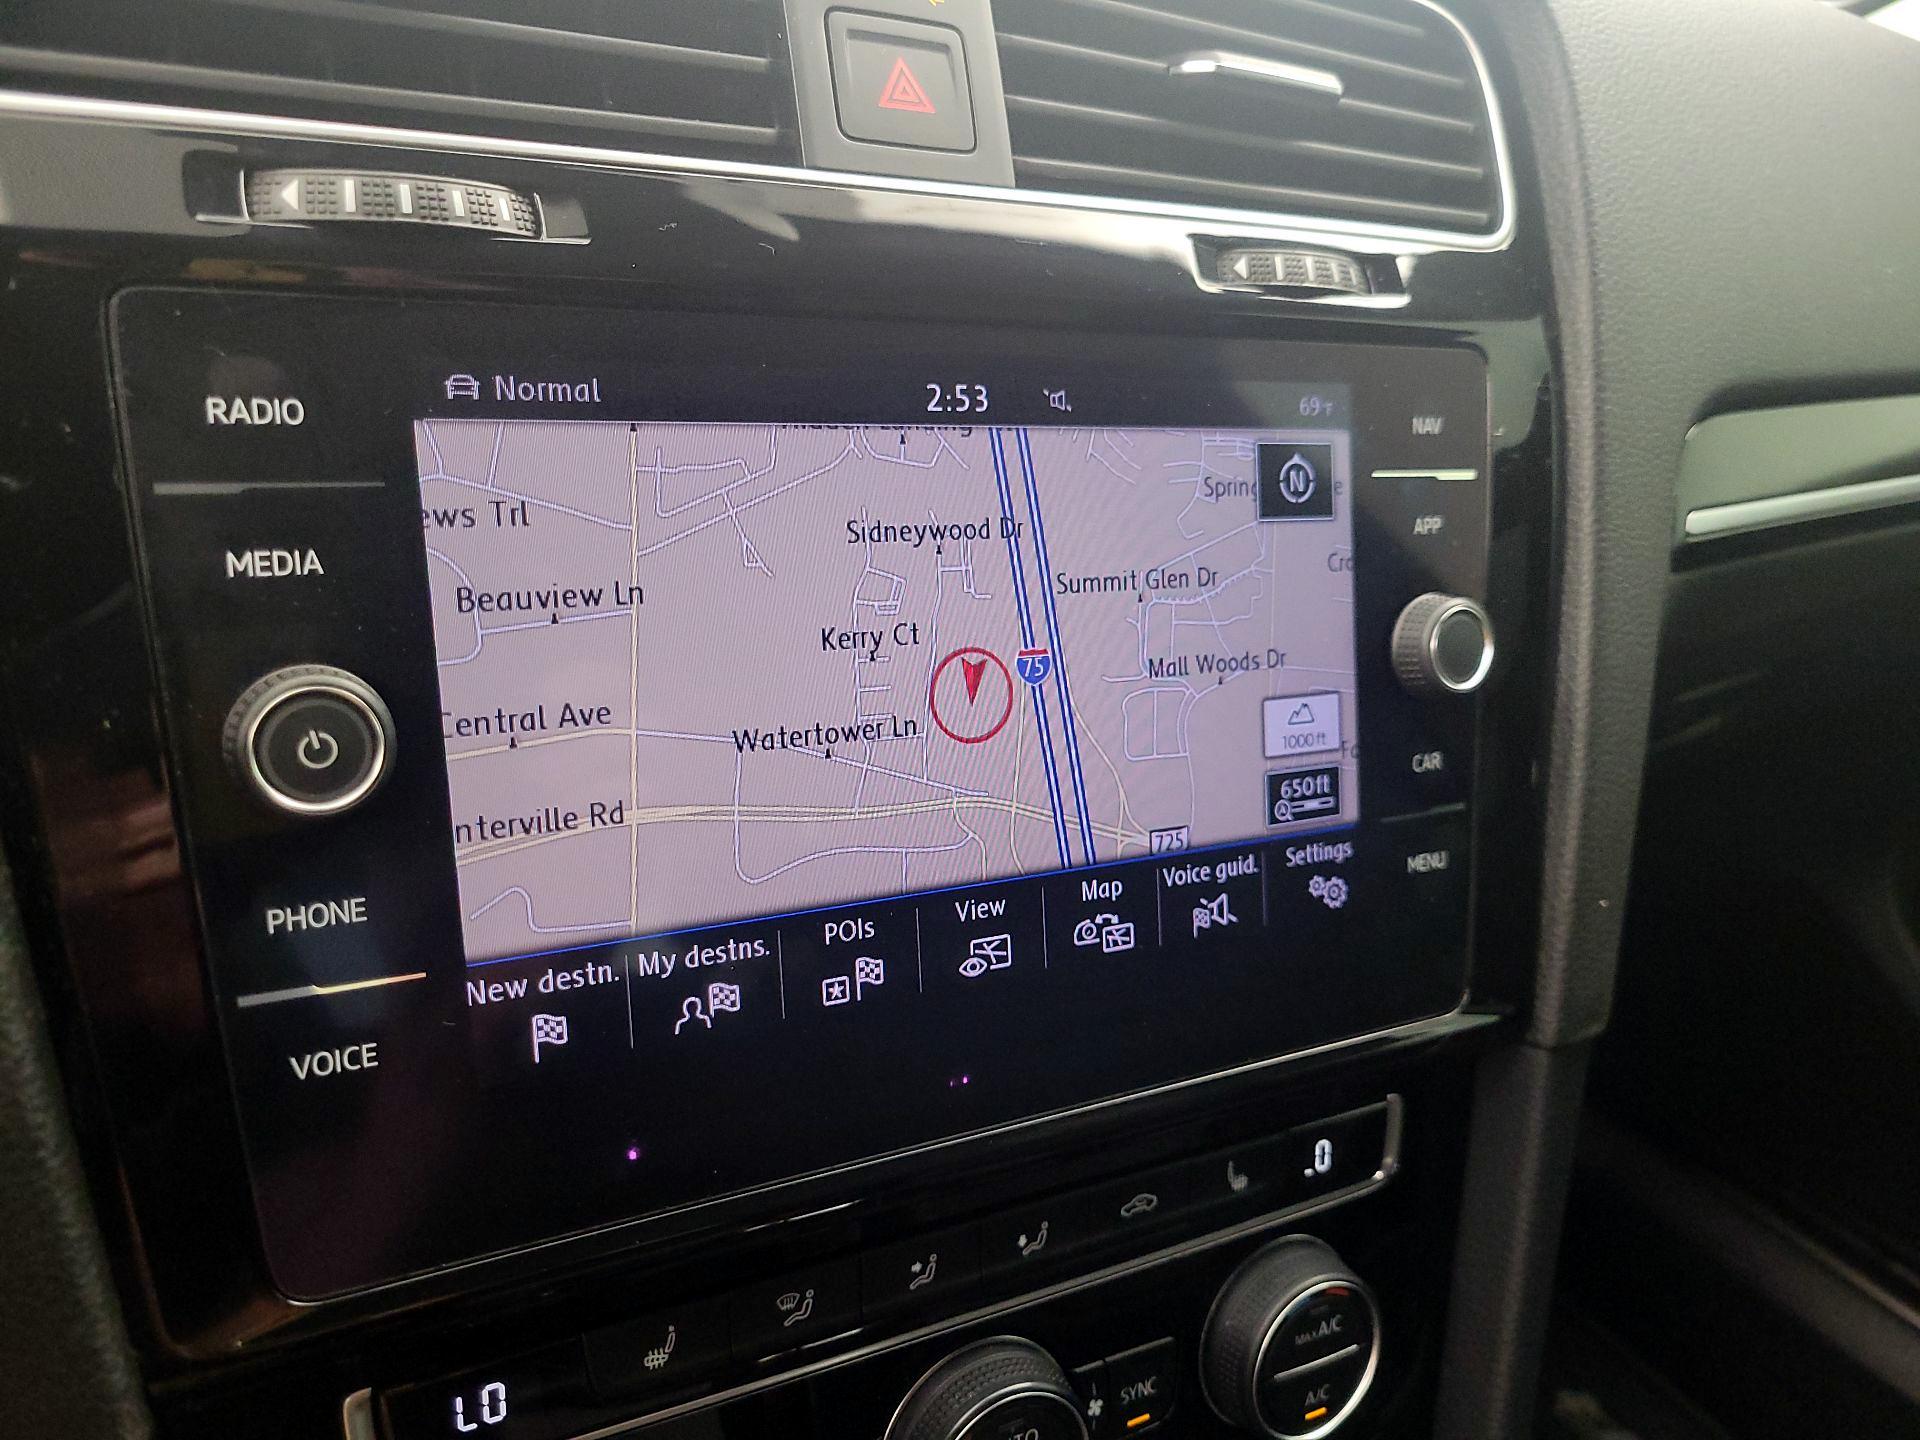 RADIO
MEDIA
PHONE
VOICE
Normal
2:53
69°F
NAV
APP
CAR
MENU
N
ews Trl
Sidneywood Dr
Summit Glen Dr
Beauview Ln
Kerry Ct
75
Mall Woods Dr
Central Ave
Watertower Ln
1000 ft
650ft
nterville Rd
725
New destn.
My destns.
POIs
View
Map
Voice guid.
Settings
LO
SYNC
MAX A/C
A/C